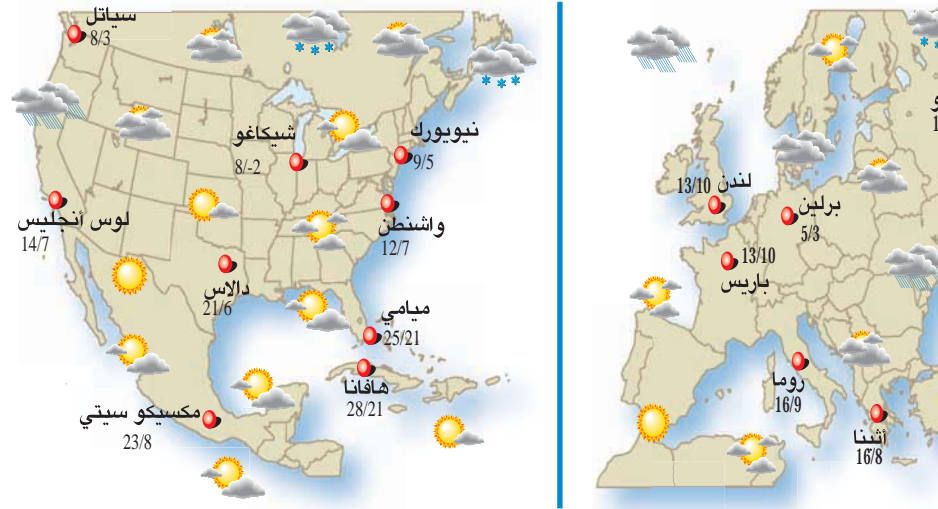 سياتل
8/3
شيكاغو
8/-2
نيويورك
9/5
لوس أنجليس
14/7
واشنطن
12/7
دالاس
21/6
ميامي
25/21
هافانا
28/21
مكسيكو سيتي
23/8
لندن 13/10
برلين
5/3
13/10
باريس
روما
16/9
أثينا
16/8